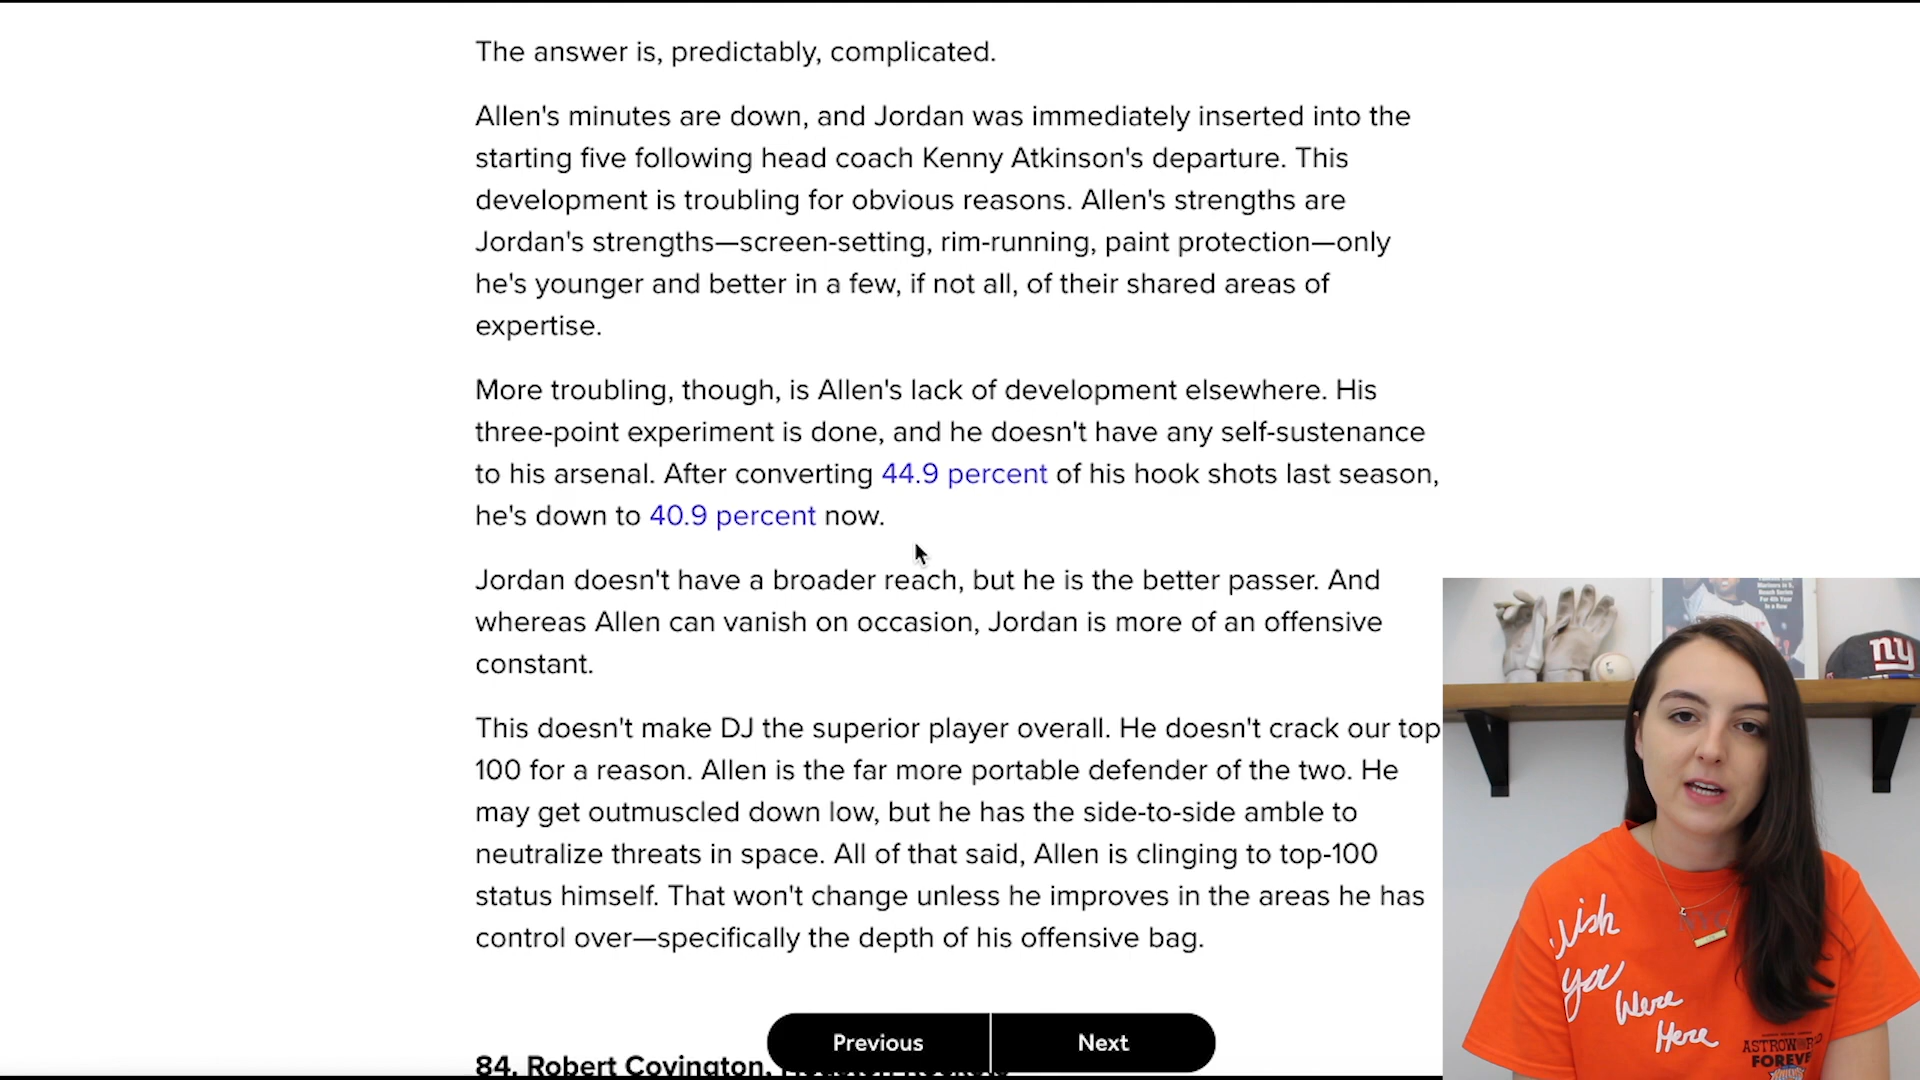 The answer is, predictably, complicated.
Allen's minutes are down, and Jordan was immediately inserted into the
starting five following head coach Kenny Atkinson's departure. This
development is troubling for obvious reasons. Allen's strengths are
Jordan's strengths—screen-setting, rim-running, paint protection—only
he's younger and better in a few, if not all, of their shared areas of
expertise.
More troubling, though, is Allen's lack of development elsewhere. His
three-point experiment is done, and he doesn't have any self-sustenance
to his arsenal. After converting 44.9 percent of his hook shots last season,
he's down to 40.9 percent now.
Jordan doesn't have a broader reach, but he is the better passer. And
whereas Allen can vanish on occasion, Jordan is more of an offensive
constant.
This doesn't make DJ the superior player overall. He doesn't crack our top
100 for a reason. Allen is the far more portable defender of the two. He
may get outmuscled down low, but he has the side-to-side amble to
neutralize threats in space. All of that said, Allen is clinging to top-100
status himself. That won't change unless he improves in the areas he has
control over—specifically the depth of his offensive bag.
Previous
Next
84. Robert Covington,
ny
Wish
You
Were
Here
FOREVE